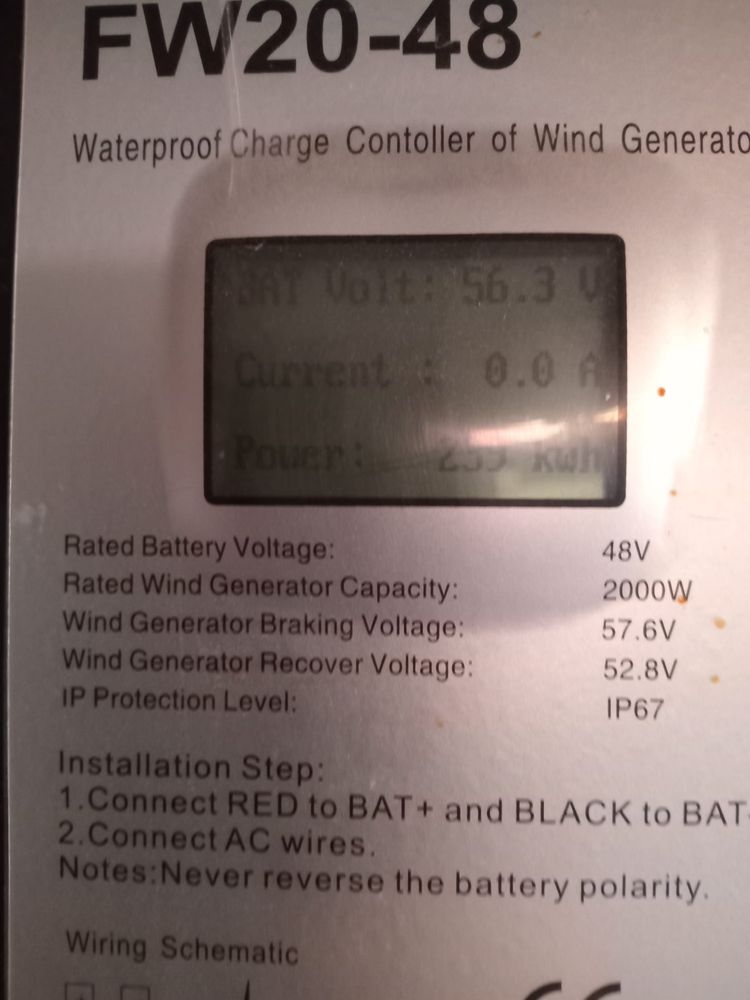 FW20-48
Waterproof Charge Contoller of Wind Generato
BAT Volt: 56.3 V
Current : 0.0 A
Power: 259 kwh
Rated Battery Voltage: 48V
Rated Wind Generator Capacity: 2000W
Wind Generator Braking Voltage: 57.6V
Wind Generator Recover Voltage: 52.8V
IP Protection Level: IP67
Installation Step:
1.Connect RED to BAT+ and BLACK to BAT-
2.Connect AC wires.
Notes:Never reverse the battery polarity.
Wiring Schematic